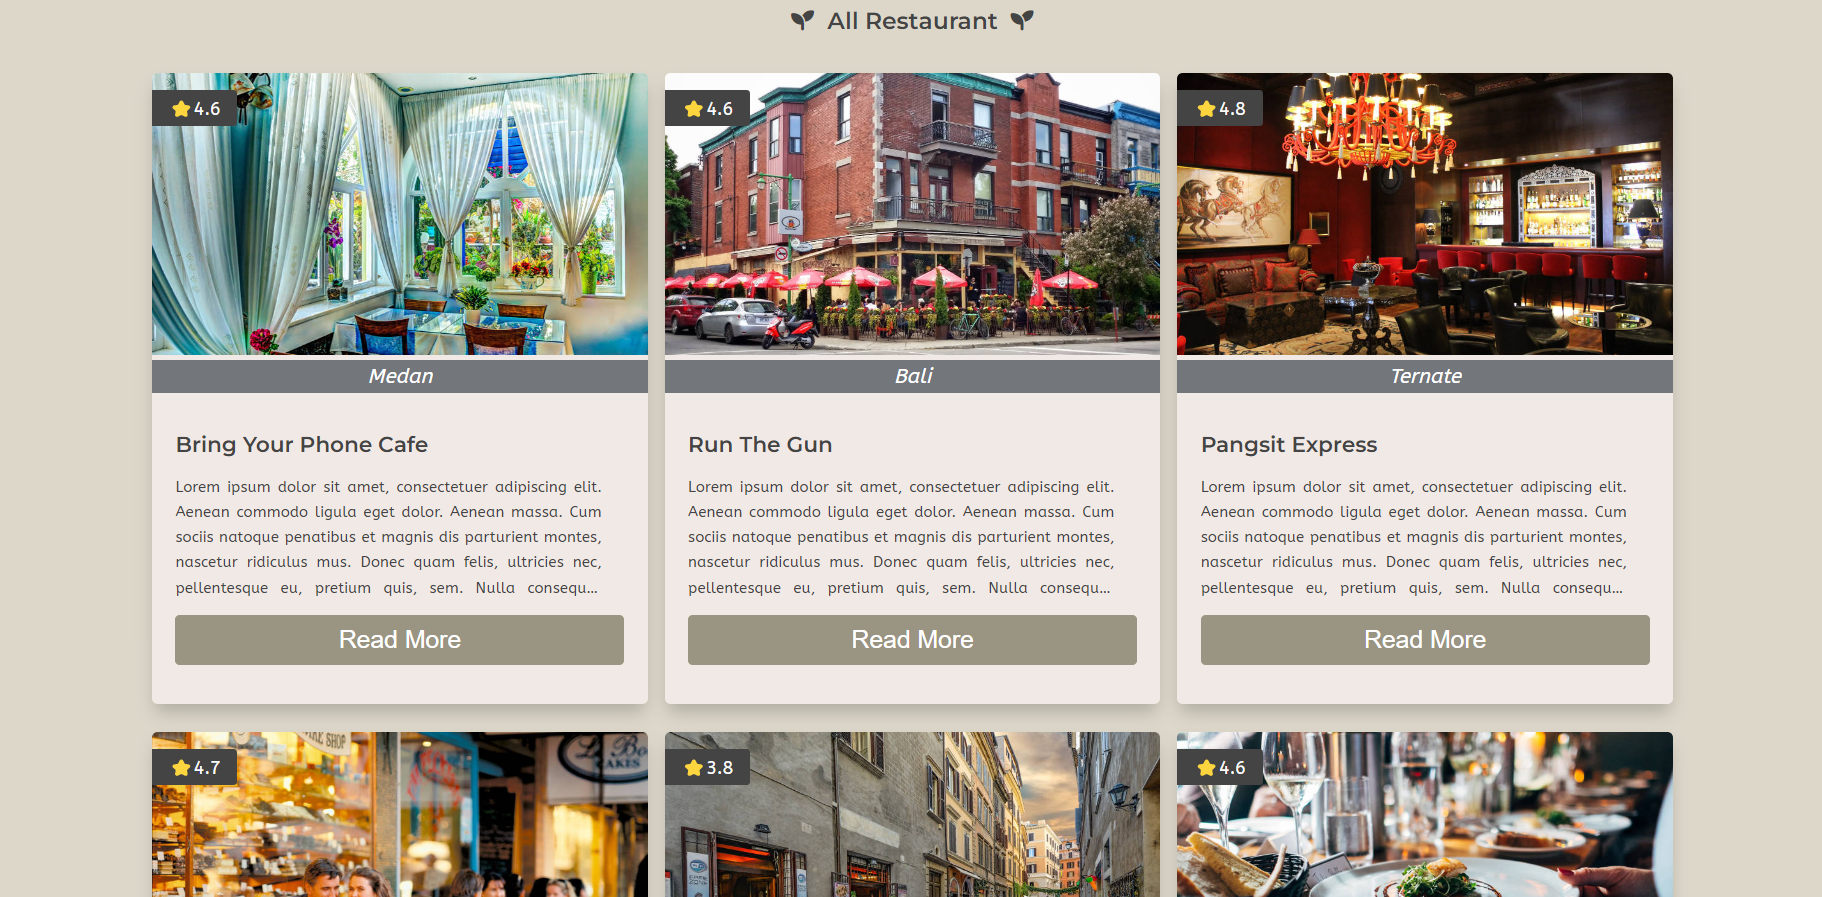 All Restaurant
4.6
4.6
4.8
Medan
Bali
Ternate
Bring Your Phone Cafe
Lorem ipsum dolor sit amet, consectetuer adipiscing elit.
Aenean commodo ligula eget dolor. Aenean massa. Cum
sociis natoque penatibus et magnis dis parturient montes,
nascetur ridiculus mus. Donec quam felis, ultricies nec,
pellentesque eu, pretium quis, sem. Nulla consequ...
Read More
Run The Gun
Lorem ipsum dolor sit amet, consectetuer adipiscing elit.
Aenean commodo ligula eget dolor. Aenean massa. Cum
sociis natoque penatibus et magnis dis parturient montes,
nascetur ridiculus mus. Donec quam felis, ultricies nec,
pellentesque eu, pretium quis, sem. Nulla consequ...
Read More
Pangsit Express
Lorem ipsum dolor sit amet, consectetuer adipiscing elit.
Aenean commodo ligula eget dolor. Aenean massa. Cum
sociis natoque penatibus et magnis dis parturient montes,
nascetur ridiculus mus. Donec quam felis, ultricies nec,
pellentesque eu, pretium quis, sem. Nulla consequ...
Read More
4.7
SHOP
CAKES
3.8
4.6